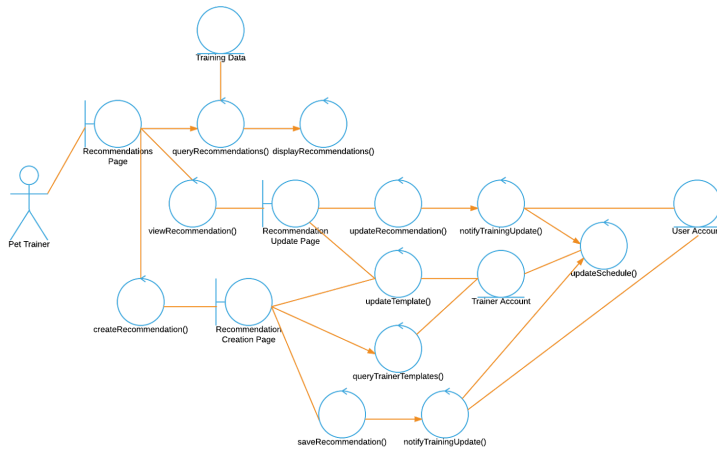 Training Data
Recommendations
Page
queryRecommendations()
displayRecommendations()
Pet Trainer
viewRecommendation()
Recommendation
Update Page
updateRecommendation()
notifyTrainingUpdate()
User Accoun
updateSchedule()
updateTemplate()
Trainer Account
createRecommendation()
Recommendation
Creation Page
queryTrainerTemplates()
saveRecommendation()
notifyTrainingUpdate()